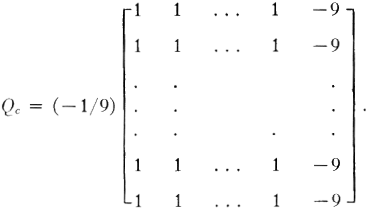 1 1 ... 1 −9
1 1 ... 1 −9
. . .
Q_c = (−1/9) . . . .
. . . .
1 1 ... 1 −9
1 1 ... 1 −9